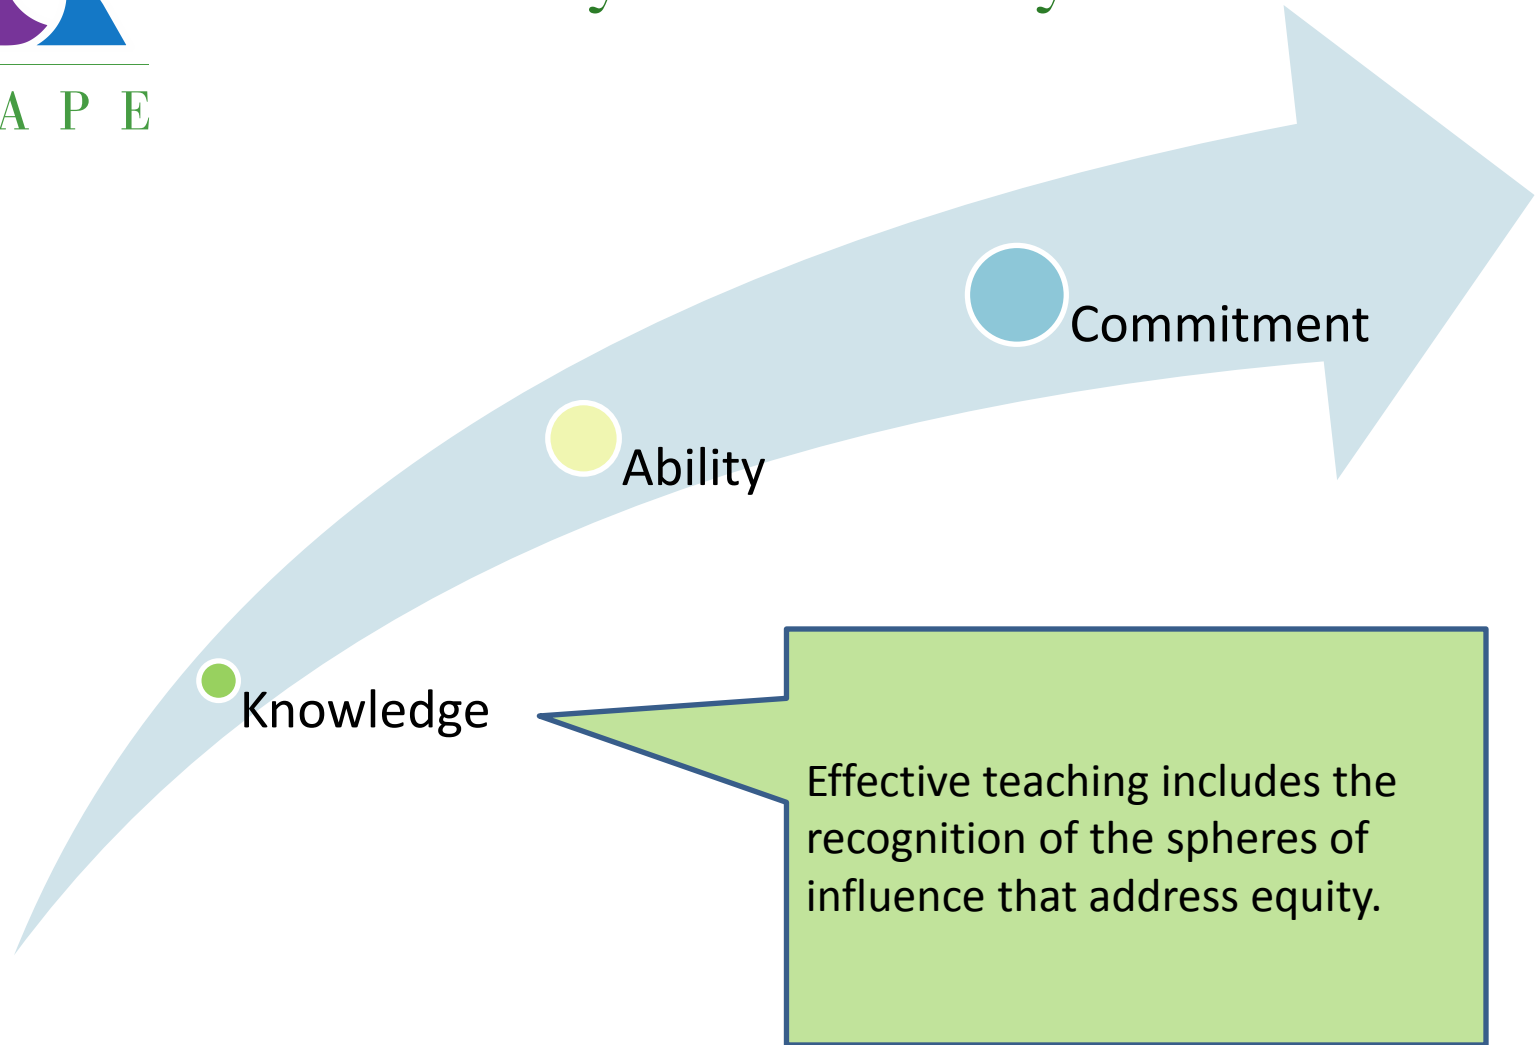 A P E
Commitment
Ability
Knowledge
Effective teaching includes the
recognition of the spheres of
influence that address equity.